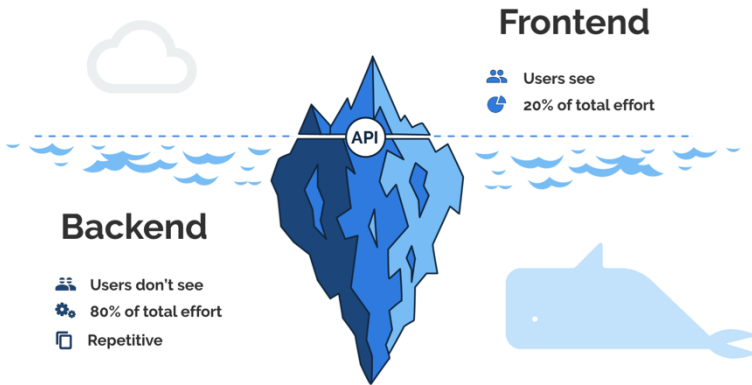 Frontend
Users see
20% of total effort
API
Backend
Users don't see
80% of total effort
Repetitive